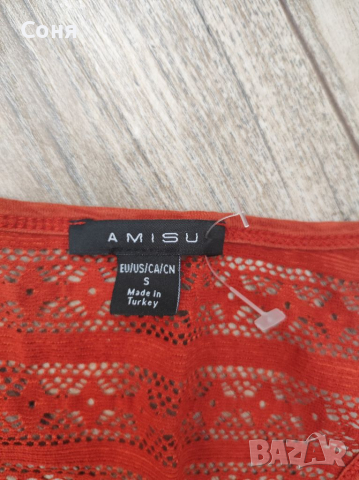 Соня
AMISU
EU/US/CA/CN
S
Made in
Turkey
BAZAR